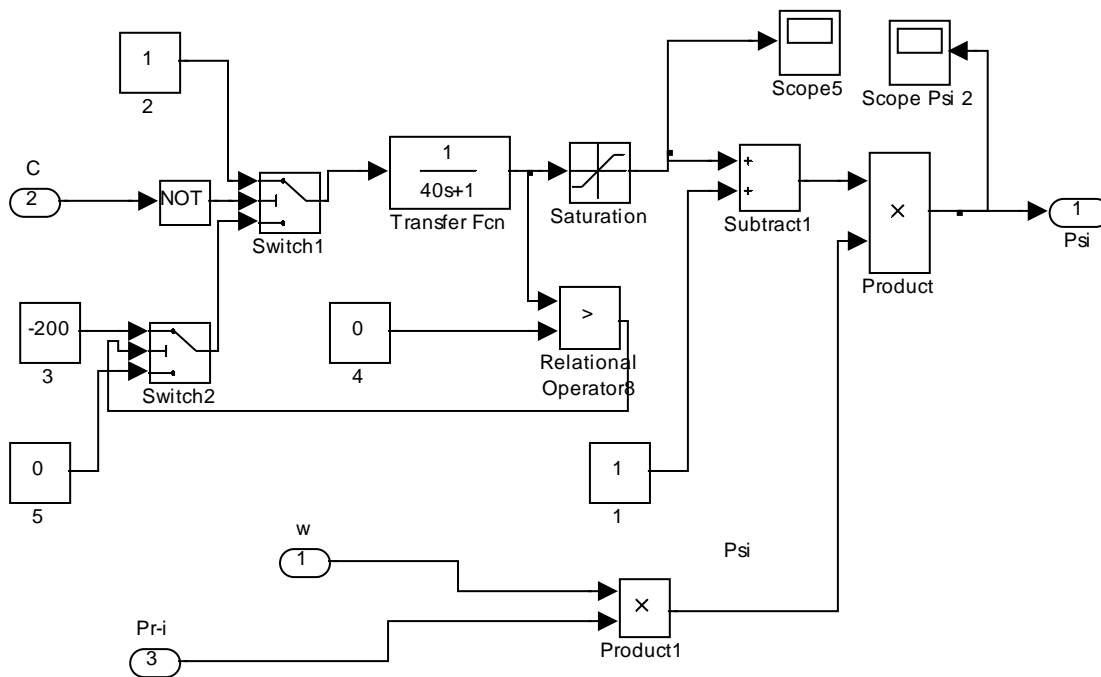 1
2
Scope5
Scope Psi 2
C
2
NOT
Switch1
1
40s+1
Transfer Fcn
Saturation
+
+
Subtract1
×
Product
1
Psi
-200
3
Switch2
0
4
>
Relational
Operator8
0
5
1
1
w
1
Psi
×
Product1
Pr-i
3